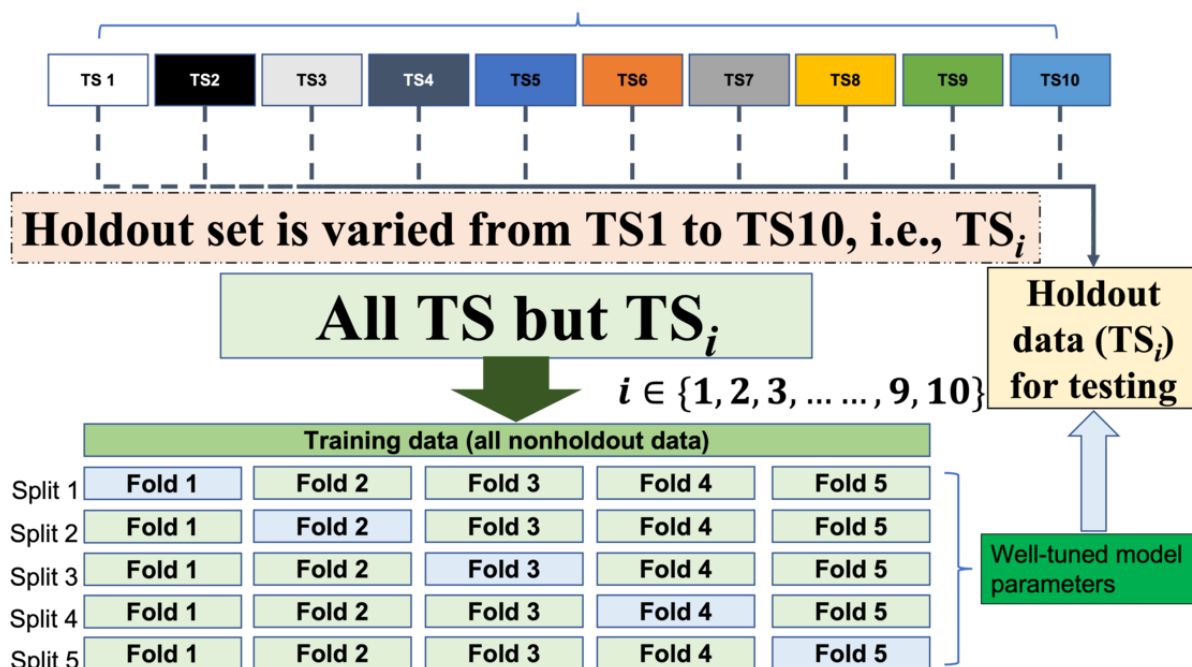 TS 1 TS2 TS3 TS4 TS5 TS6 TS7 TS8 TS9 TS10
Holdout set is varied from TS1 to TS10, i.e., TSᵢ
All TS but TSᵢ
Holdout
data (TSᵢ)
for testing
i ∈ {1, 2, 3, ... ..., 9, 10}
Training data (all nonholdout data)
Split 1 Fold 1 Fold 2 Fold 3 Fold 4 Fold 5
Split 2 Fold 1 Fold 2 Fold 3 Fold 4 Fold 5
Split 3 Fold 1 Fold 2 Fold 3 Fold 4 Fold 5
Split 4 Fold 1 Fold 2 Fold 3 Fold 4 Fold 5
Split 5 Fold 1 Fold 2 Fold 3 Fold 4 Fold 5
Well-tuned model
parameters